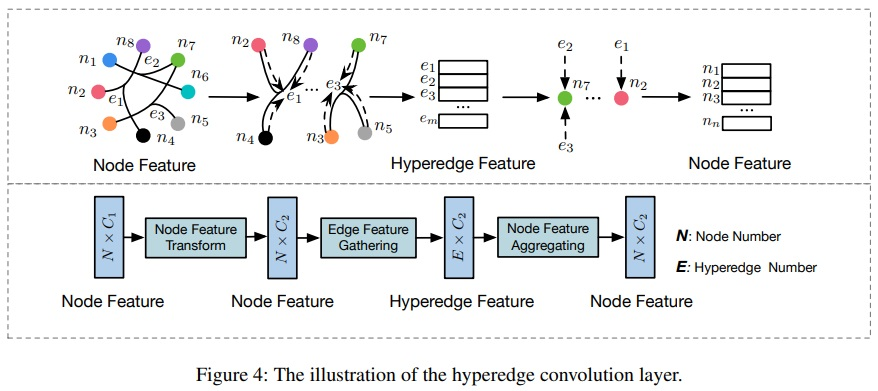 n8
n2
n8
n7
n7
e2
e1
n1
e2
e1
n1
n6
e2
n7
n2
n2
n2
e1
e1
...
e3
e3
...
...
n3
e3
n5
em
...
n3
n4
n4
n3
n5
nn
e3
Node Feature
Hyperedge Feature
Node Feature
N × C1
Node Feature
Transform
N × C2
Edge Feature
Gathering
E × C2
Node Feature
Aggregating
N × C2
N: Node Number
E: Hyperedge Number
Node Feature
Node Feature
Hyperedge Feature
Node Feature
Figure 4: The illustration of the hyperedge convolution layer.